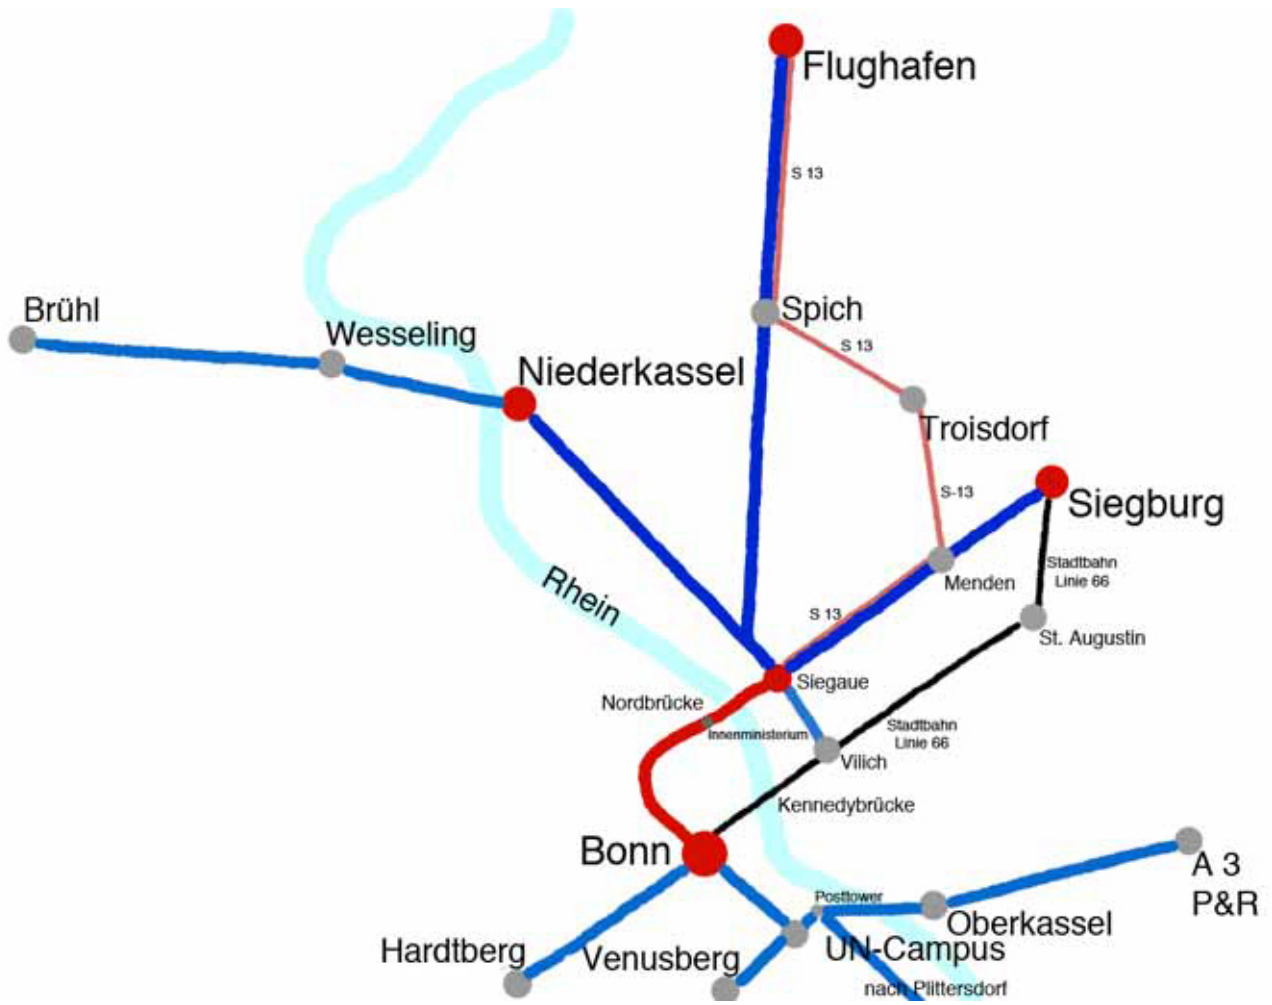 Flughafen
S 13
Brühl
Spich
Wesseling
S 13
Niederkassel
Troisdorf
S-13
Siegburg
Rhein
Menden
Stadtbahn
Linie 66
S 13
St. Augustin
Siegaue
Nordbrücke
Innenministerium
Stadtbahn
Linie 66
Vilich
Kennedybrücke
Bonn
A 3
P&R
Posttower
Oberkassel
Hardtberg
Venusberg
UN-Campus
nach Plittersdorf